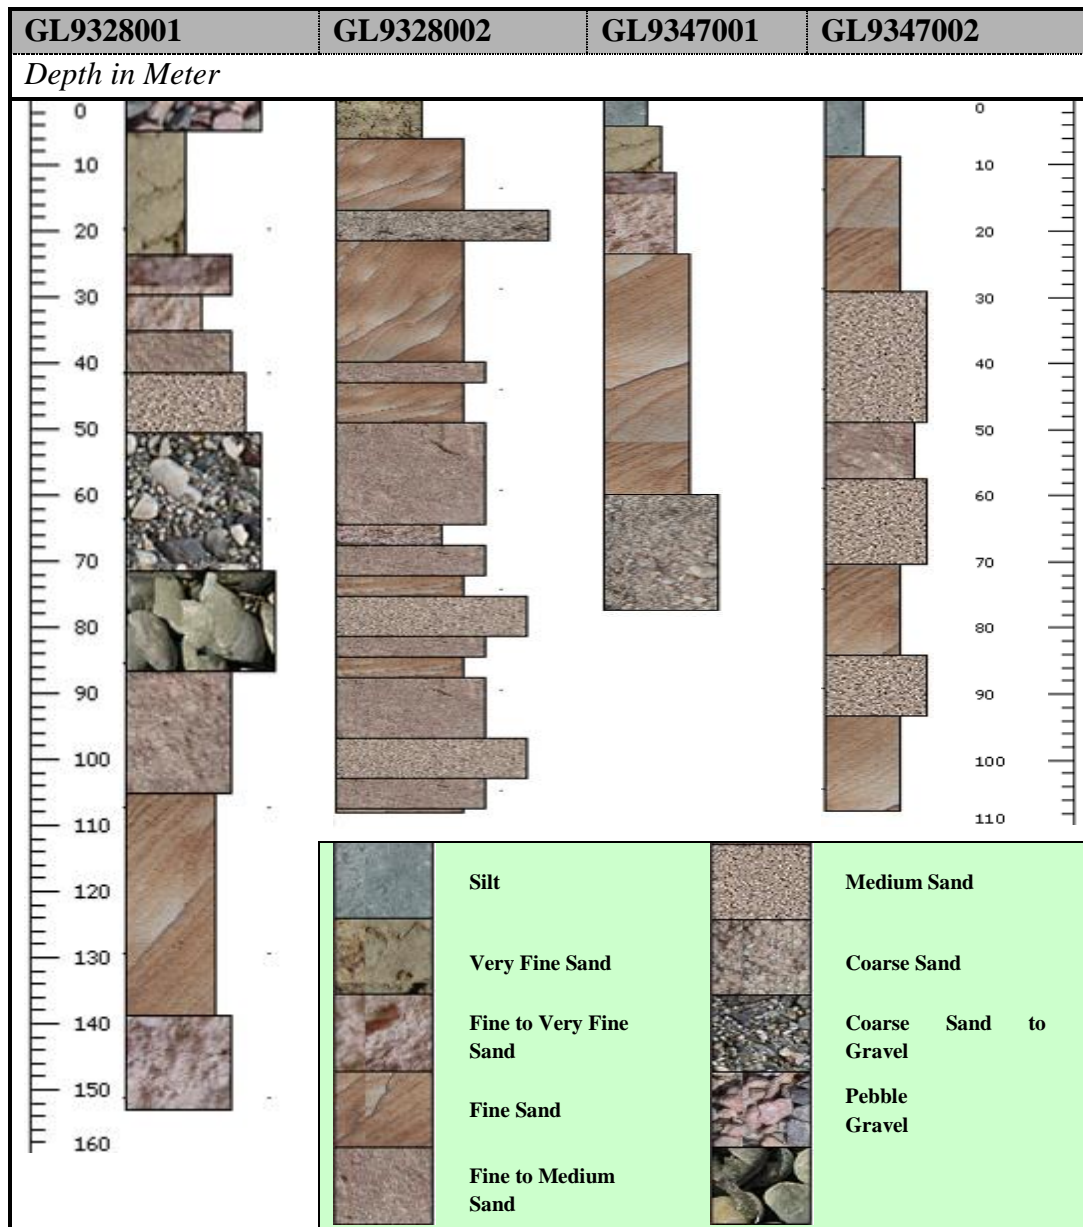 GL9328001 GL9328002 GL9347001 GL9347002
Depth in Meter
0
10
20
30
40
50
60
70
80
90
100
110
120
130
140
150
160
0
10
20
30
40
50
60
70
80
90
100
110
Silt
Very Fine Sand
Fine to Very Fine
Sand
Fine Sand
Fine to Medium
Sand
Medium Sand
Coarse Sand
Coarse Sand to
Gravel
Pebble
Gravel